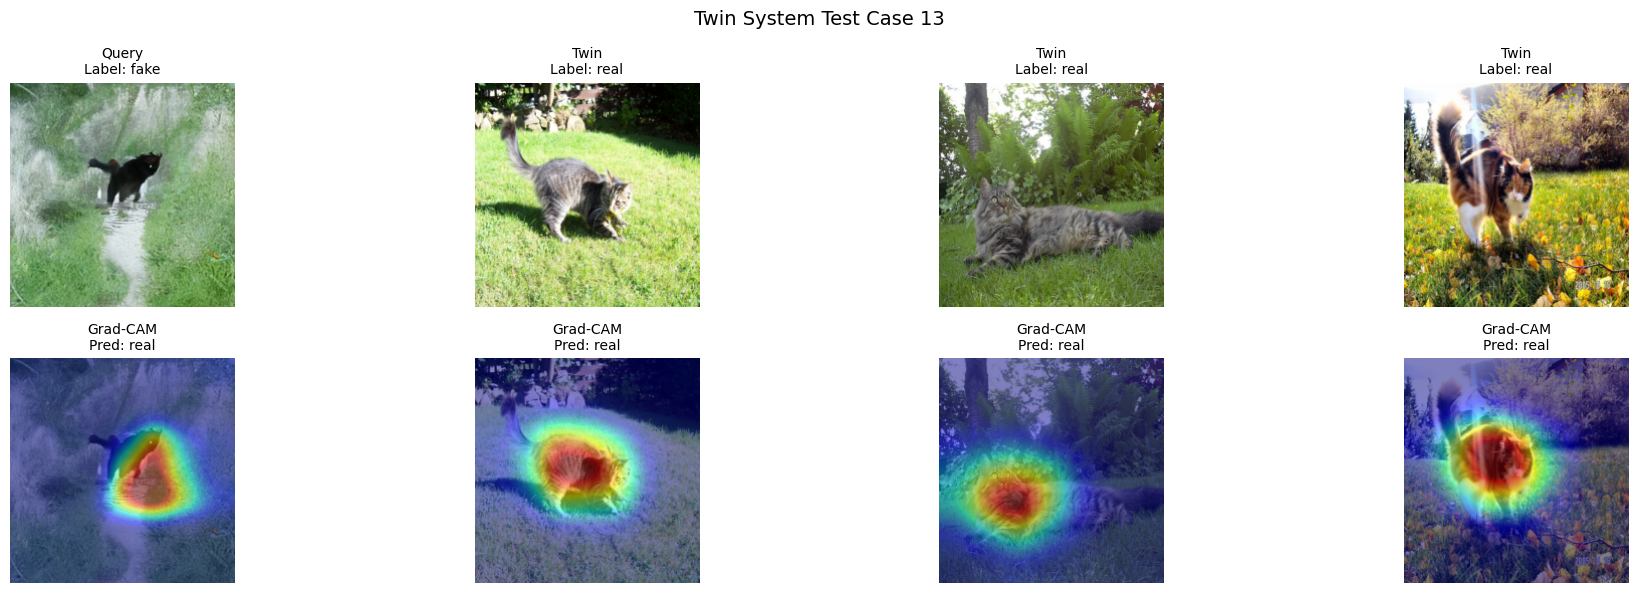 Twin System Test Case 13
Query
Label: fake
Twin
Label: real
Twin
Label: real
Twin
Label: real
Grad-CAM
Pred: real
Grad-CAM
Pred: real
Grad-CAM
Pred: real
Grad-CAM
Pred: real